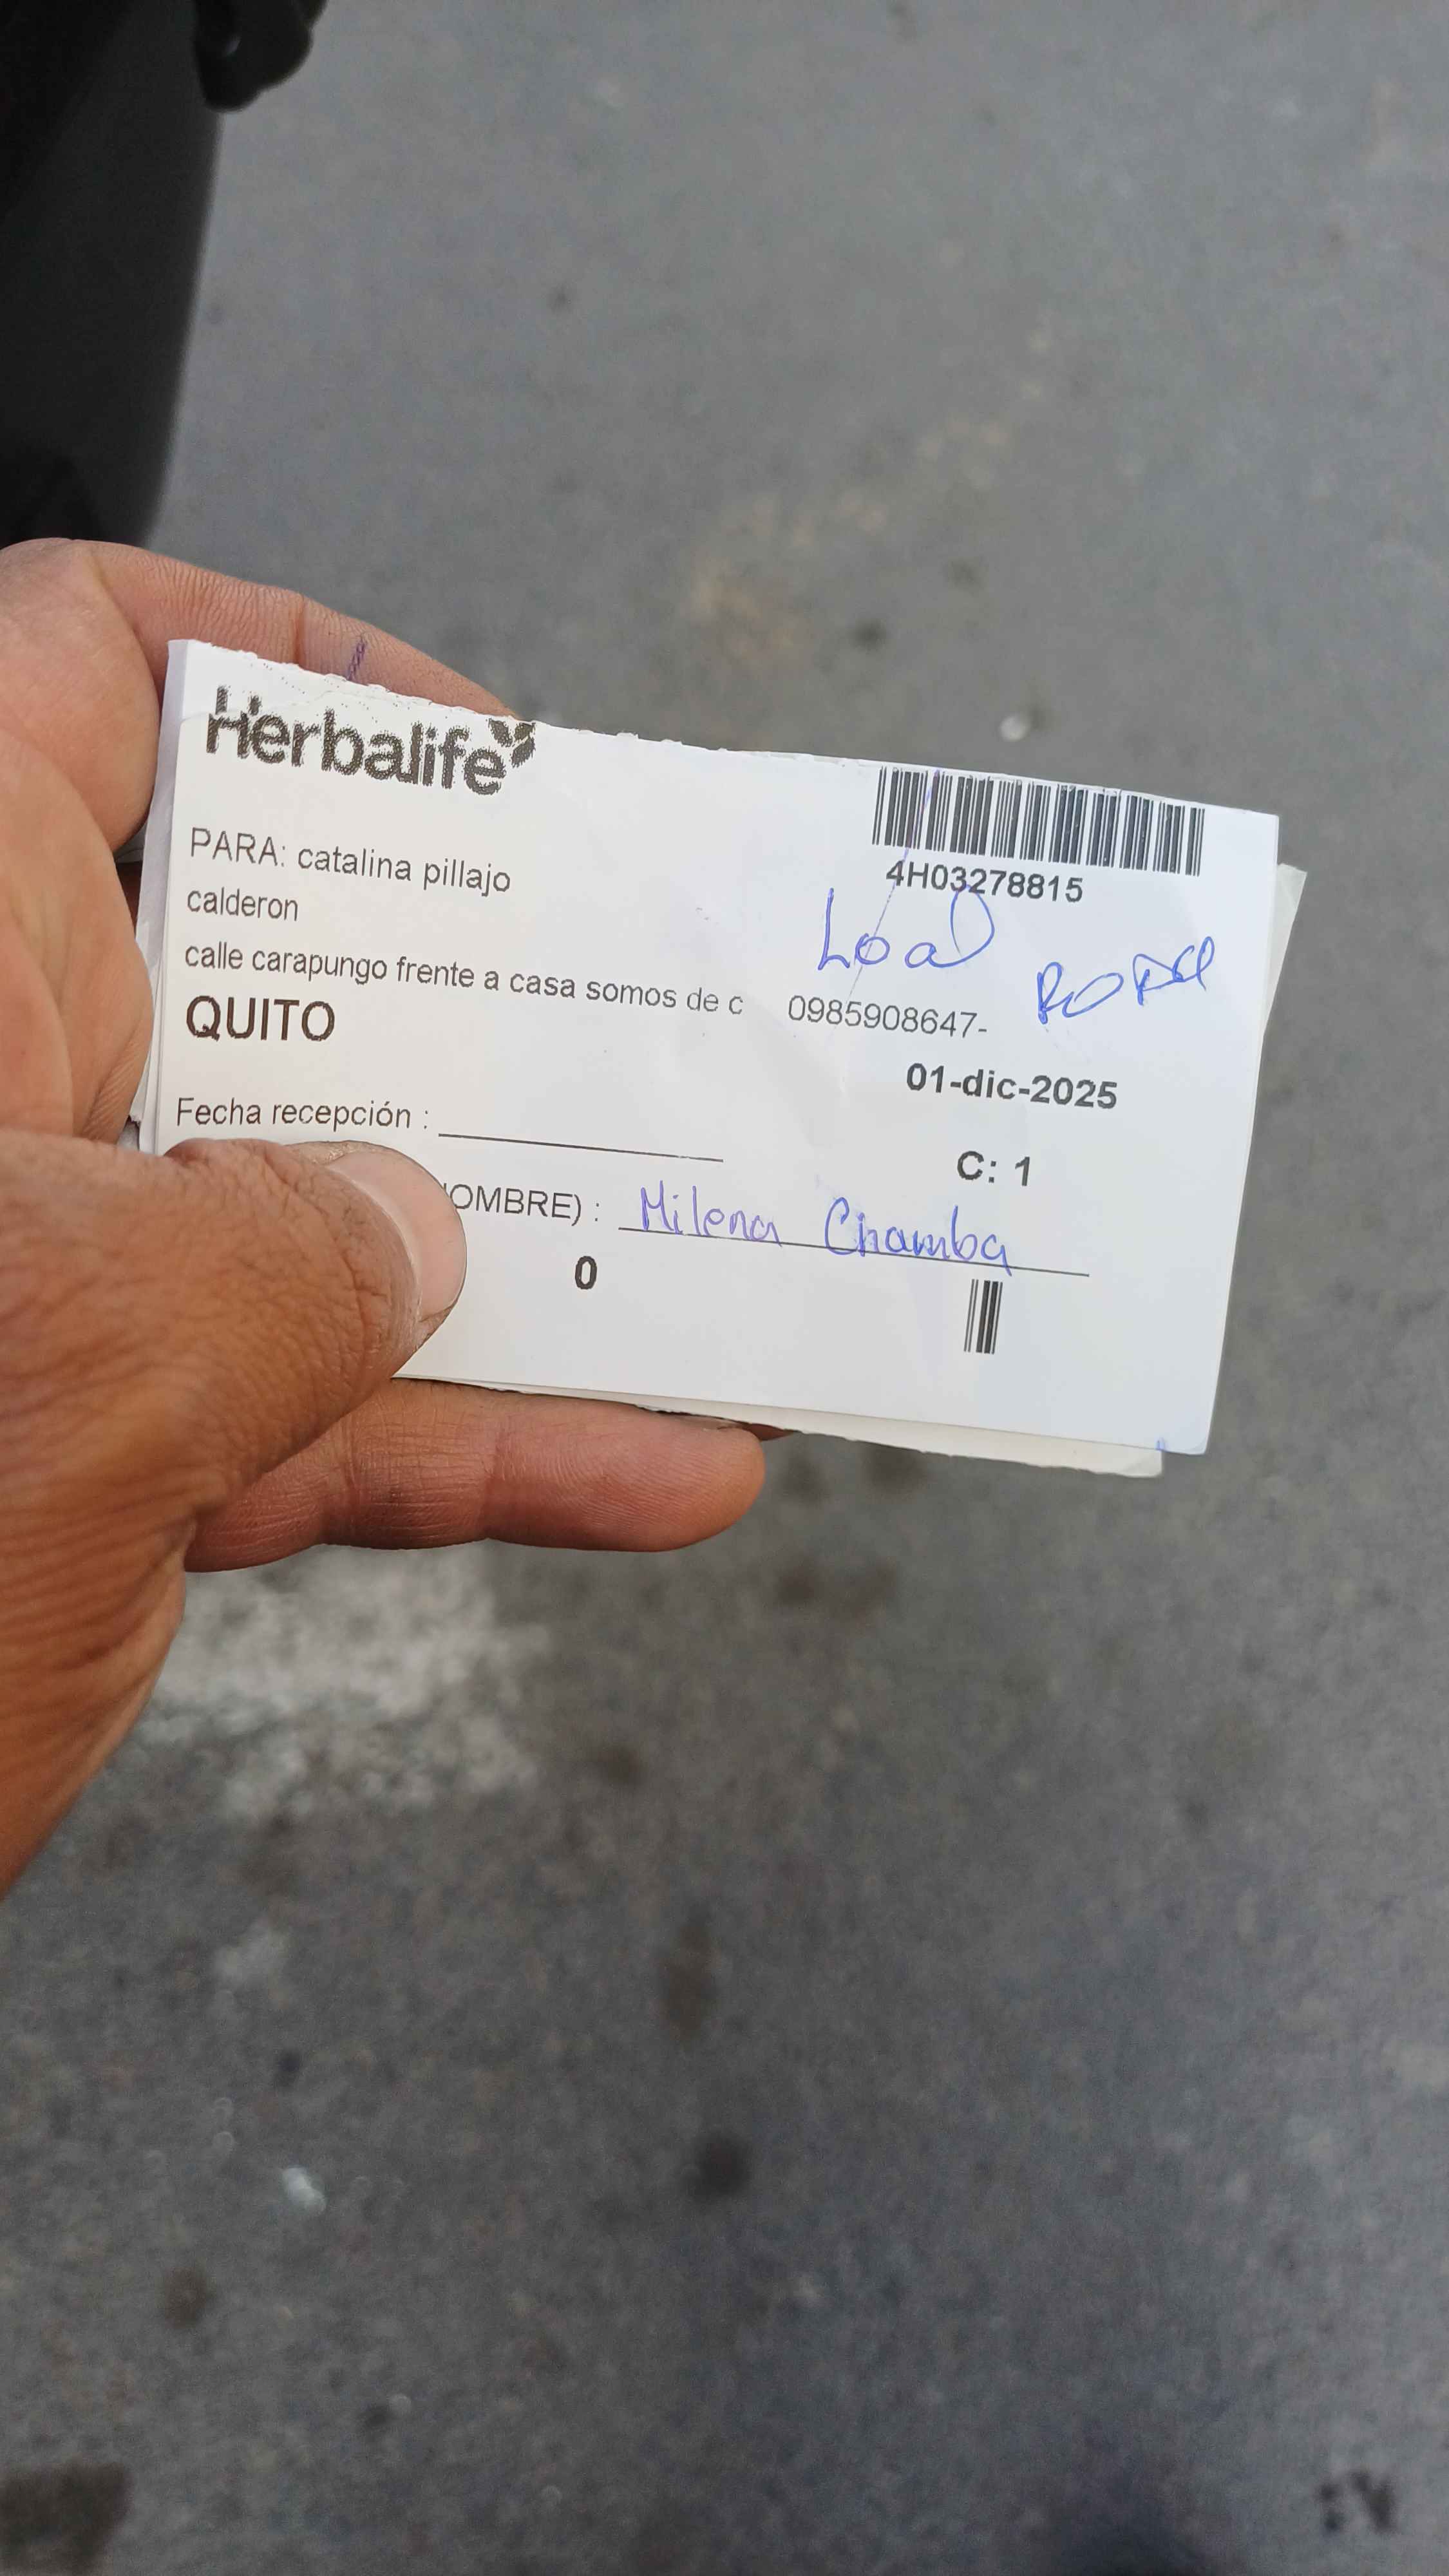 Herbalife
4H03278815
PARA: catalina pillajo
calderon
Local
calle carapungo frente a casa somos de c 0985908647-
QUITO
01-dic-2025
Fecha recepción :
C: 1
OMBRE) : Milena Chamba
0